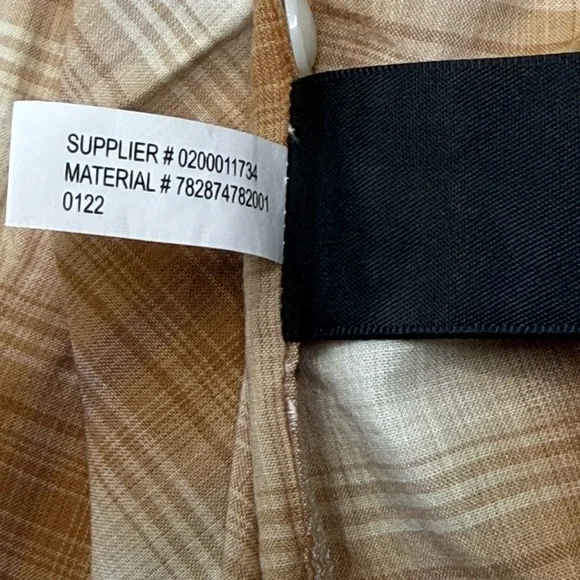 SUPPLIER # 0200011734
MATERIAL # 782874782001
0122